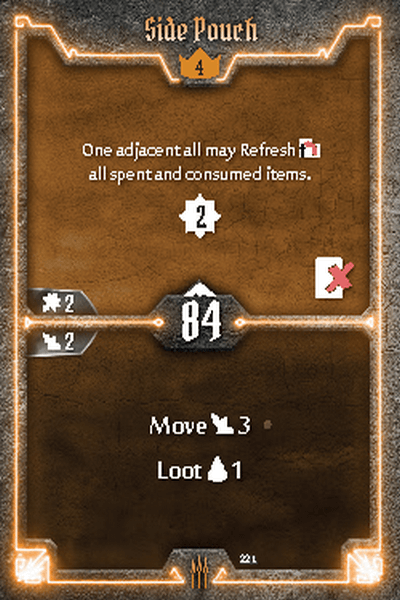 Side Pouch
4
One adjacent all may Refresh
all spent and consumed items.
2
2
84
2
Move 3
Loot 1
221